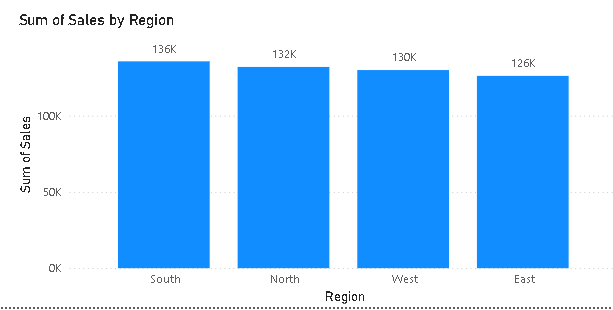 Sum of Sales by Region
136K
132K
130K
126K
100K
50K
0K
Sum of Sales
South North West East
Region